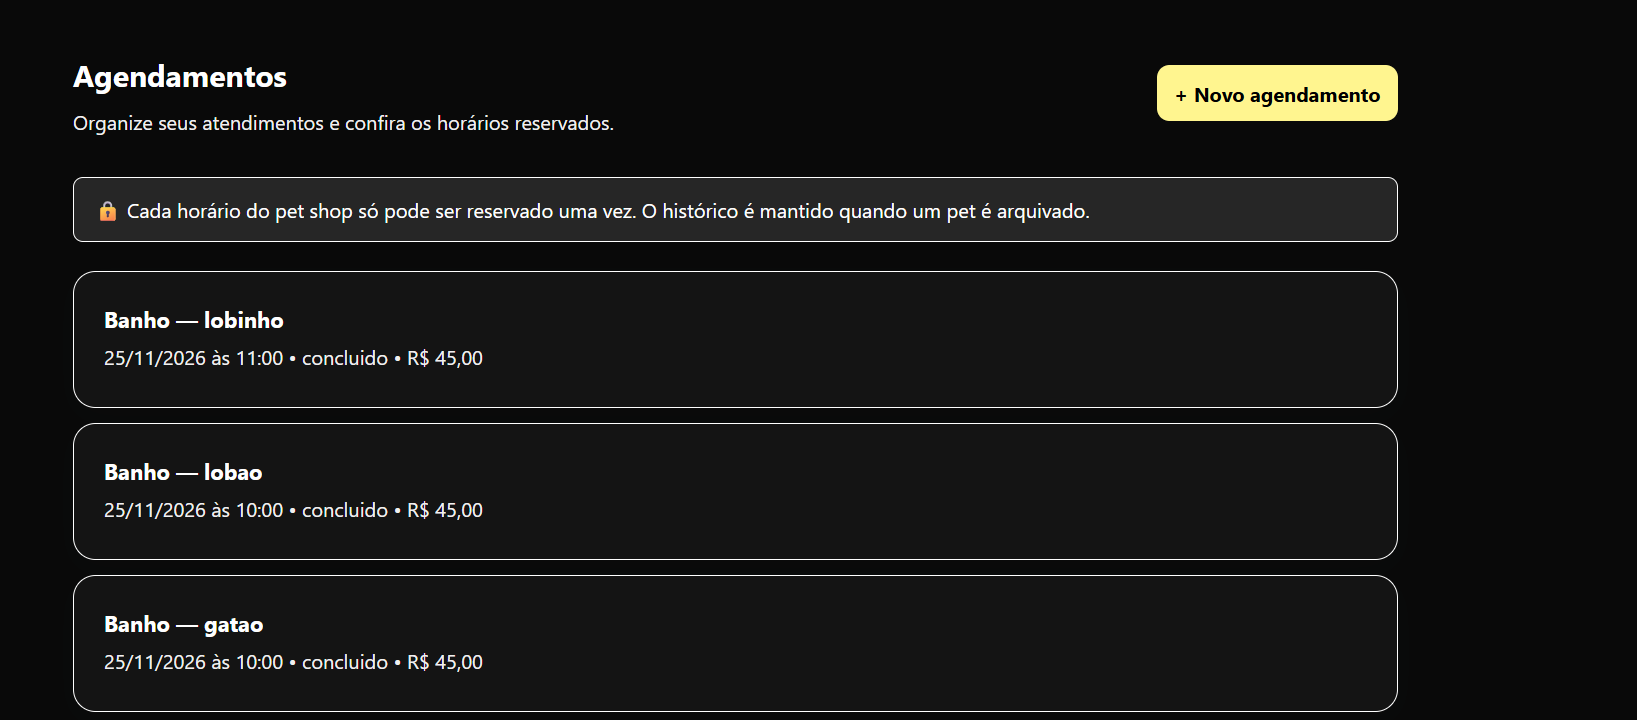 Agendamentos
+ Novo agendamento
Organize seus atendimentos e confira os horários reservados.
🔒 Cada horário do pet shop só pode ser reservado uma vez. O histórico é mantido quando um pet é arquivado.
Banho — lobinho
25/11/2026 às 11:00 • concluido • R$ 45,00
Banho — lobao
25/11/2026 às 10:00 • concluido • R$ 45,00
Banho — gatao
25/11/2026 às 10:00 • concluido • R$ 45,00